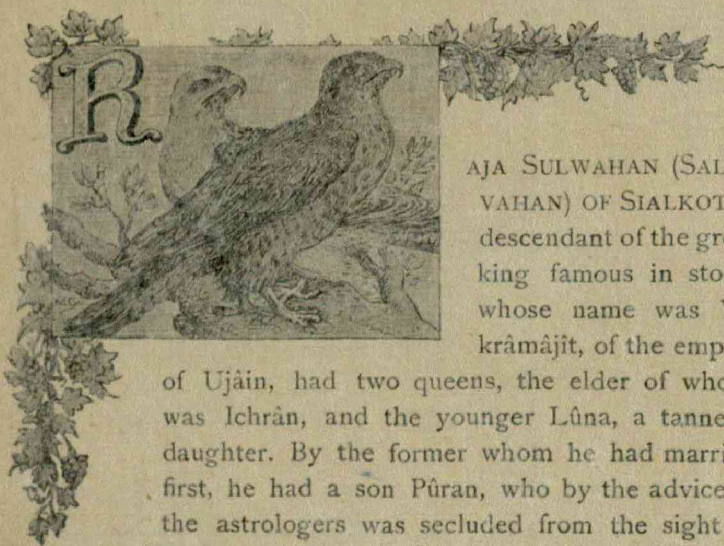 RAJA SULWAHAN (SAL
VAHAN) OF SIALKOT
descendant of the gre
king famous in sto
whose name was
krâmâjît, of the emp
of Ujâin, had two queens, the elder of who
was Ichrân, and the younger Lûna, a tanne
daughter. By the former whom he had marri
first, he had a son Pûran, who by the advice
the astrologers was secluded from the sight